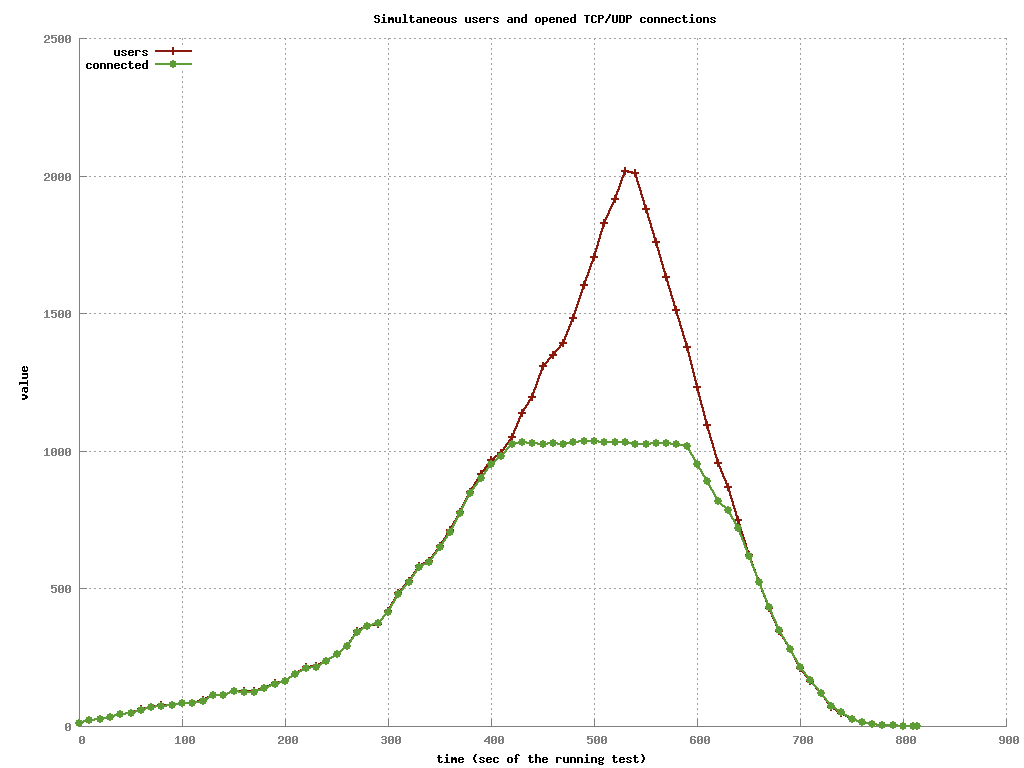 Simultaneous users and opened TCP/UDP connections
2500
users
connected
2000
1500
value
1000
500
0
0 100 200 300 400 500 600 700 800 900
time (sec of the running test)